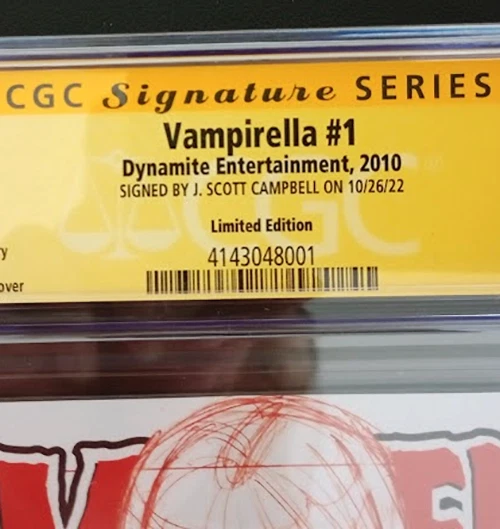 CGC Signature SERIES
Vampirella #1
Dynamite Entertainment, 2010
SIGNED BY J. SCOTT CAMPBELL ON 10/26/22
Limited Edition
4143048001